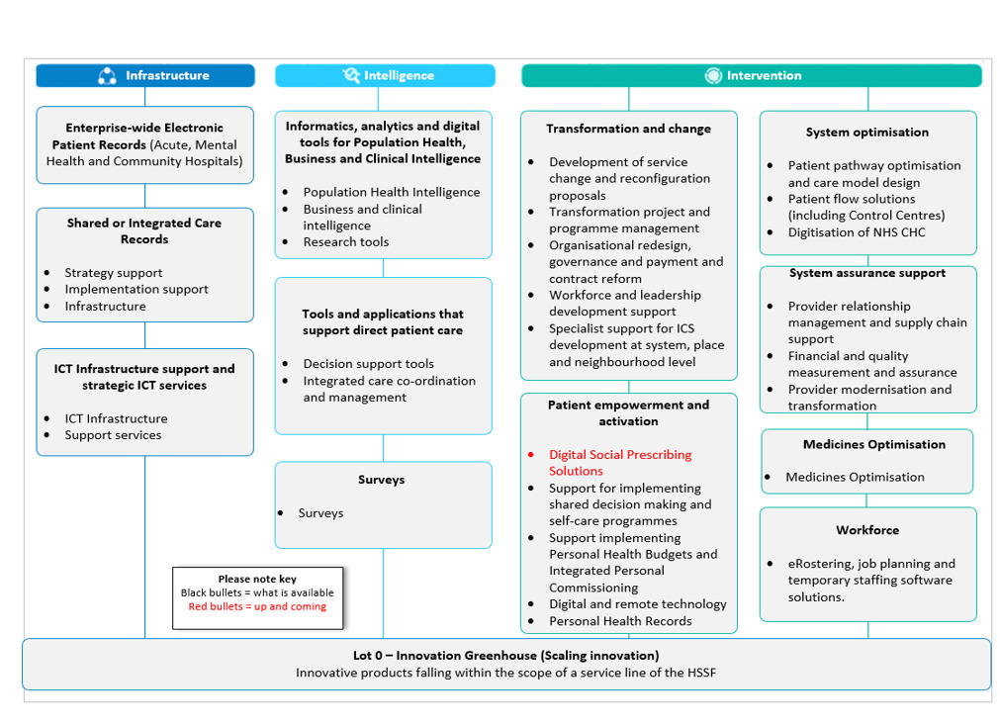 Infrastructure
Enterprise-wide Electronic
Patient Records (Acute, Mental
Health and Community Hospitals)
Shared or Integrated Care
Records
• Strategy support
• Implementation support
• Infrastructure
ICT Infrastructure support and
strategic ICT services
• ICT Infrastructure
• Support services
Intelligence
Informatics, analytics and digital
tools for Population Health,
Business and Clinical Intelligence
• Population Health Intelligence
• Business and clinical
intelligence
• Research tools
Tools and applications that
support direct patient care
• Decision support tools
• Integrated care co-ordination
and management
Surveys
• Surveys
Please note key
Black bullets = what is available
Red bullets = up and coming
Intervention
Transformation and change
• Development of service
change and reconfiguration
proposals
• Transformation project and
programme management
• Organisational redesign,
governance and payment and
contract reform
• Workforce and leadership
development support
• Specialist support for ICS
development at system, place
and neighbourhood level
Patient empowerment and
activation
• Digital Social Prescribing
Solutions
• Support for implementing
shared decision making and
self-care programmes
• Support implementing
Personal Health Budgets and
Integrated Personal
Commissioning
• Digital and remote technology
• Personal Health Records
System optimisation
• Patient pathway optimisation
and care model design
• Patient flow solutions
(including Control Centres)
• Digitisation of NHS CHC
System assurance support
• Provider relationship
management and supply chain
support
• Financial and quality
measurement and assurance
• Provider modernisation and
transformation
Medicines Optimisation
• Medicines Optimisation
Workforce
• eRostering, job planning and
temporary staffing software
solutions.
Lot 0 – Innovation Greenhouse (Scaling innovation)
Innovative products falling within the scope of a service line of the HSSF